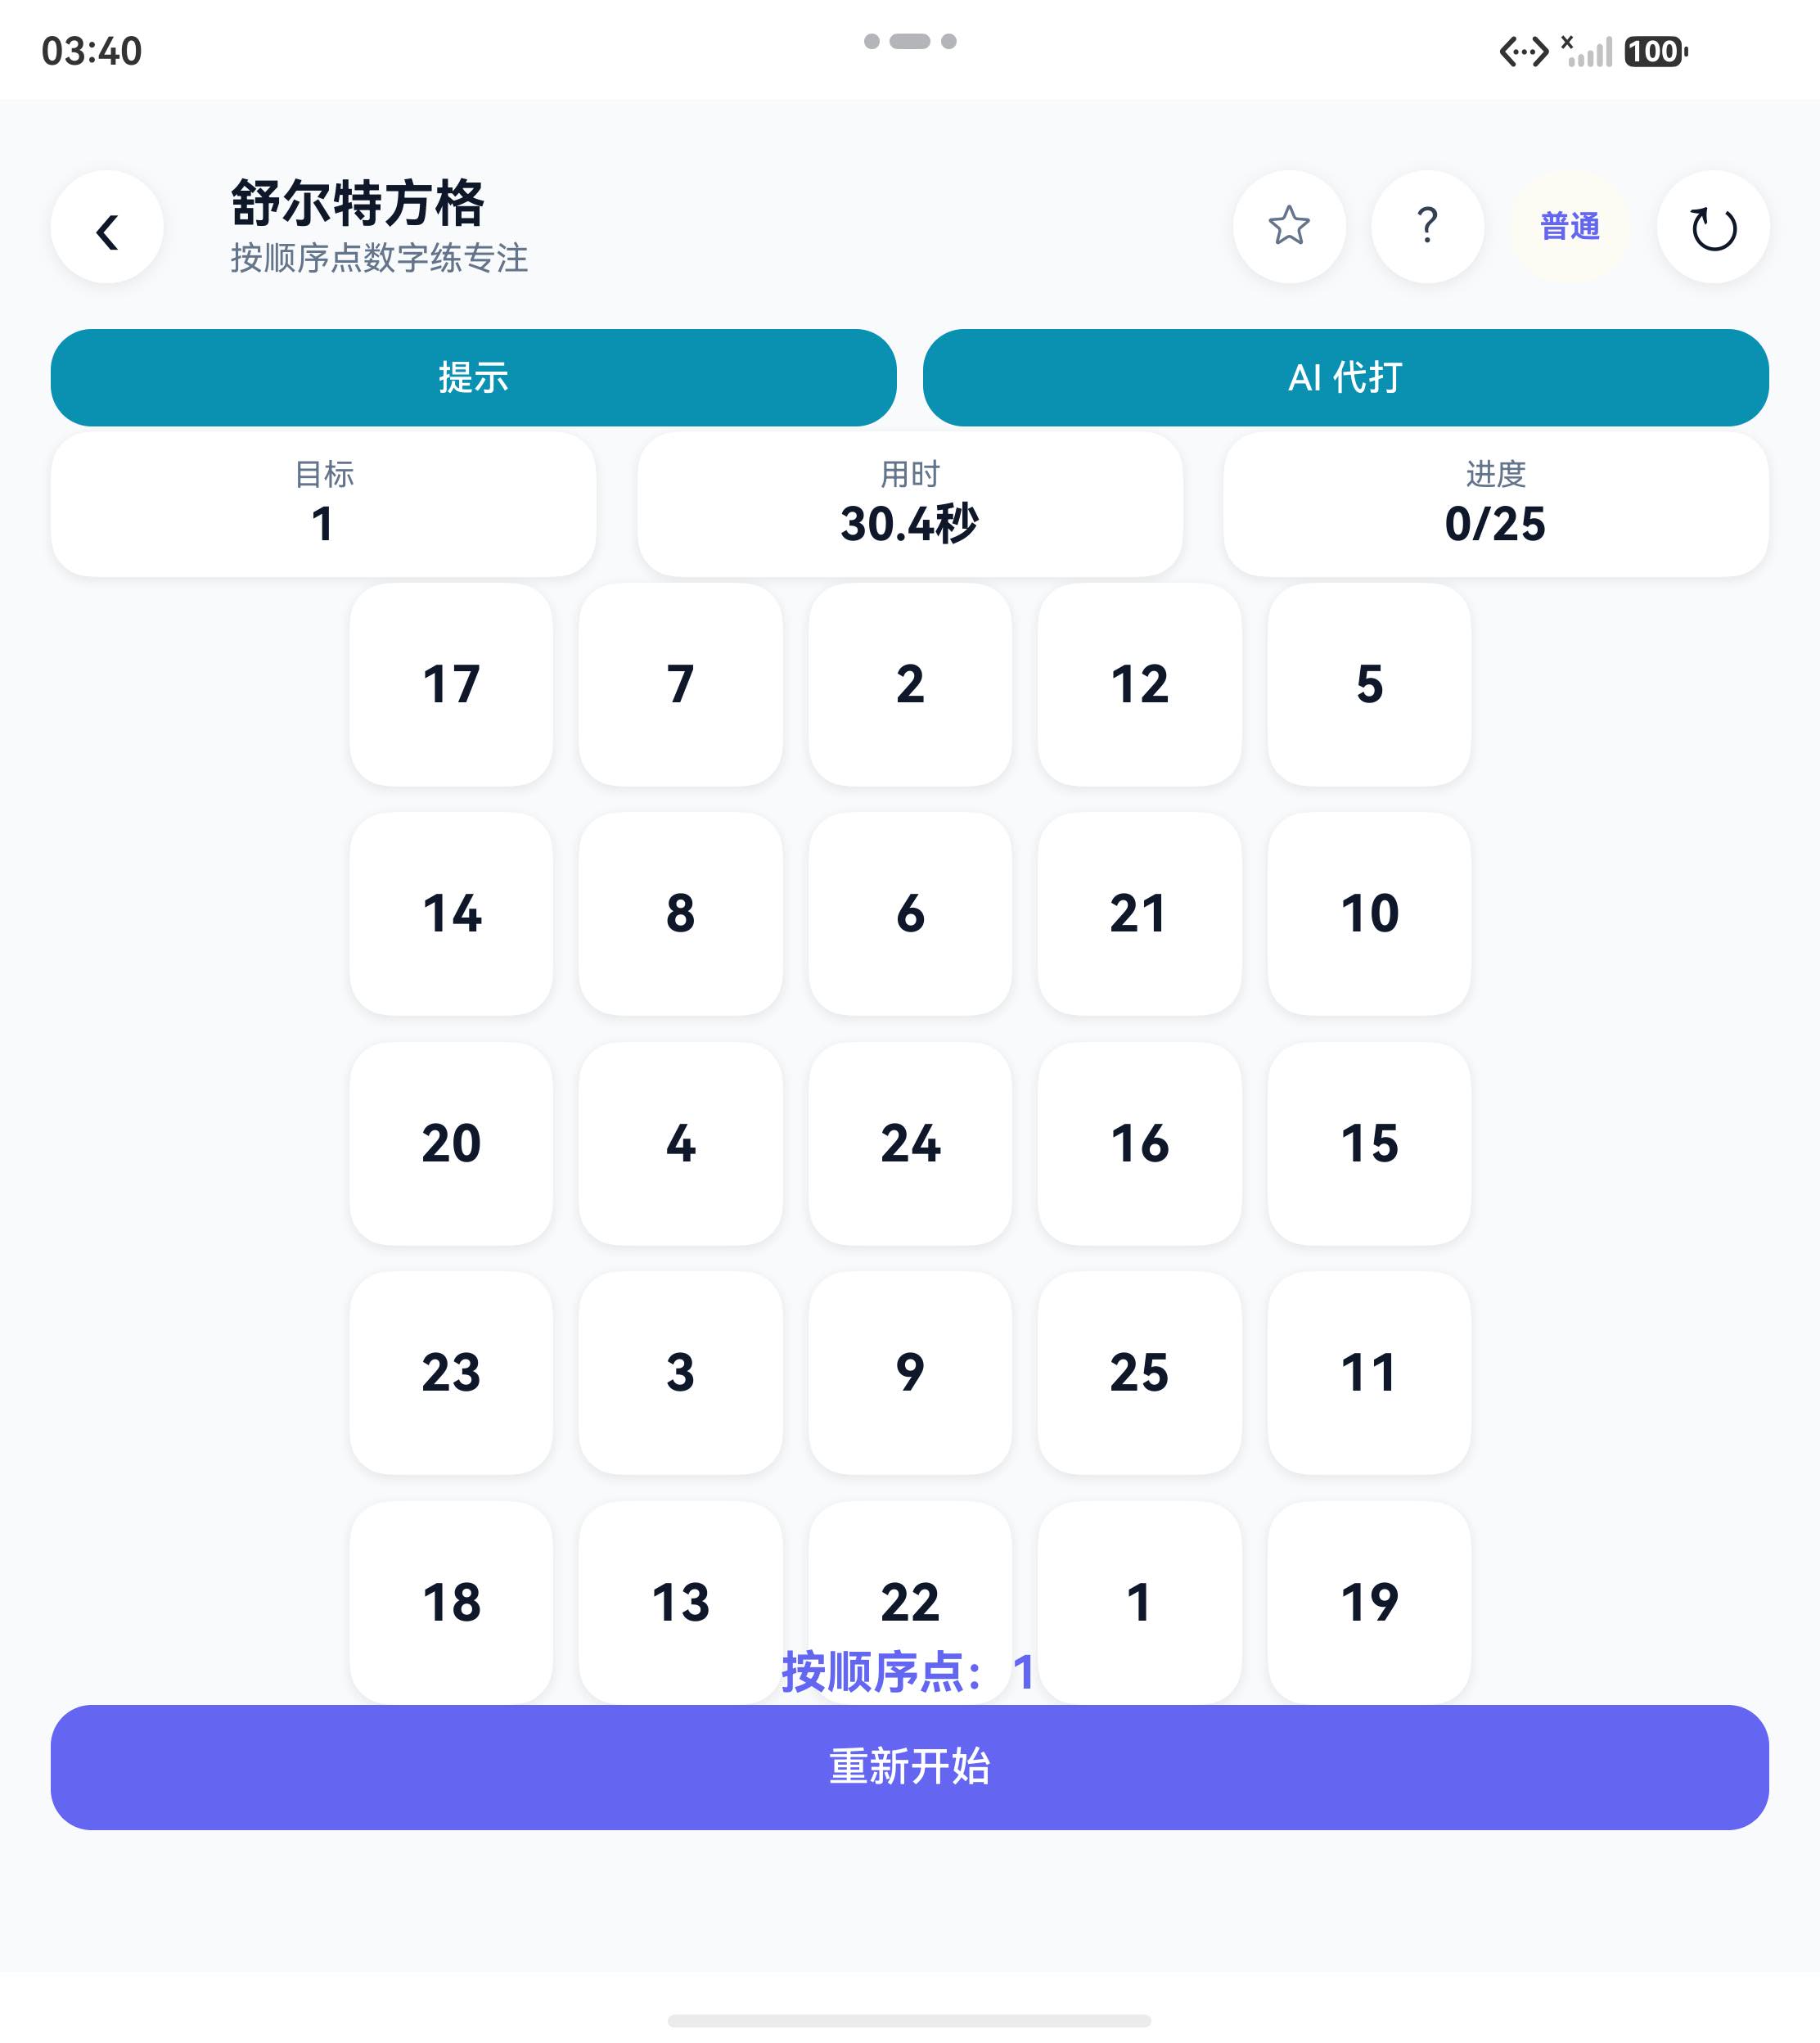 03:40
100
舒尔特方格
按顺序点数字练专注
?
普通
提示
AI 代打
目标
1
用时
30.4秒
进度
0/25
17 7 2 12 5
14 8 6 21 10
20 4 24 16 15
23 3 9 25 11
18 13 22 1 19
按顺序点：1
重新开始